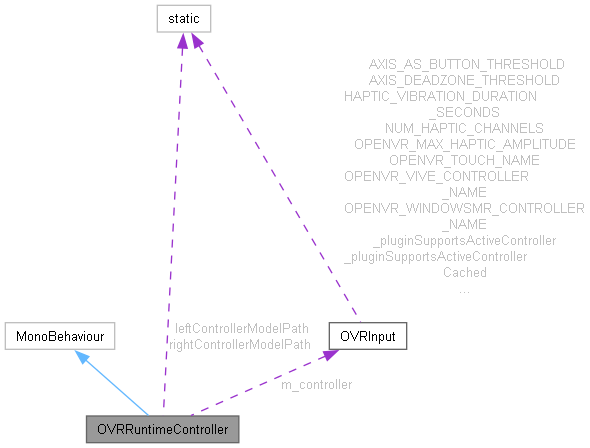 static
AXIS_AS_BUTTON_THRESHOLD
AXIS_DEADZONE_THRESHOLD
HAPTIC_VIBRATION_DURATION
_SECONDS
NUM_HAPTIC_CHANNELS
OPENVR_MAX_HAPTIC_AMPLITUDE
OPENVR_TOUCH_NAME
OPENVR_VIVE_CONTROLLER
_NAME
OPENVR_WINDOWSMR_CONTROLLER
_NAME
_pluginSupportsActiveController
_pluginSupportsActiveController
Cached
...
MonoBehaviour
leftControllerModelPath
rightControllerModelPath
OVRInput
m_controller
OVRRuntimeController